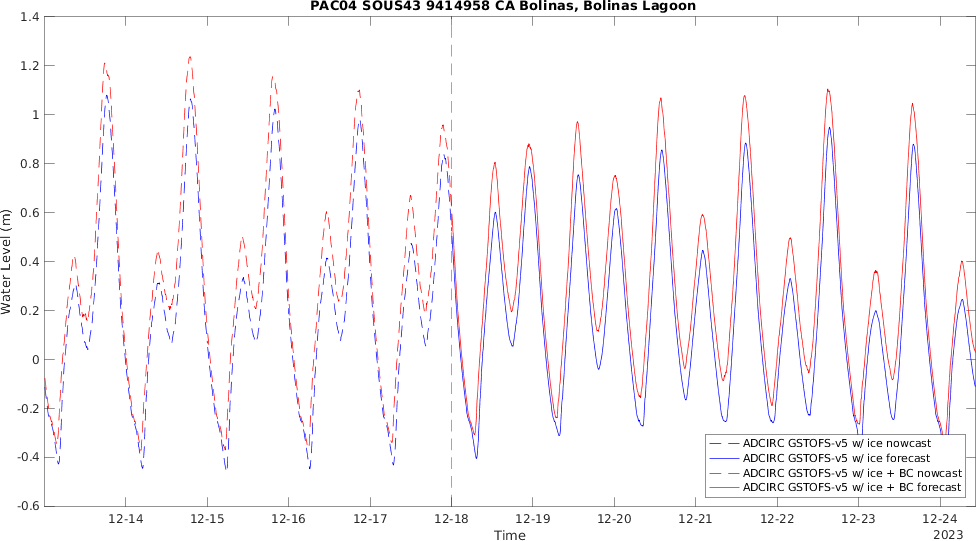 PAC04 SOUS43 9414958 CA Bolinas, Bolinas Lagoon
Water Level (m)
1.4
1.2
1
0.8
0.6
0.4
0.2
0
-0.2
-0.4
-0.6
ADCIRC GSTOFS-v5 w/ ice nowcast
ADCIRC GSTOFS-v5 w/ ice forecast
ADCIRC GSTOFS-v5 w/ ice + BC nowcast
ADCIRC GSTOFS-v5 w/ ice + BC forecast
12-14 12-15 12-16 12-17 12-18 12-19 12-20 12-21 12-22 12-23 12-24
Time
2023